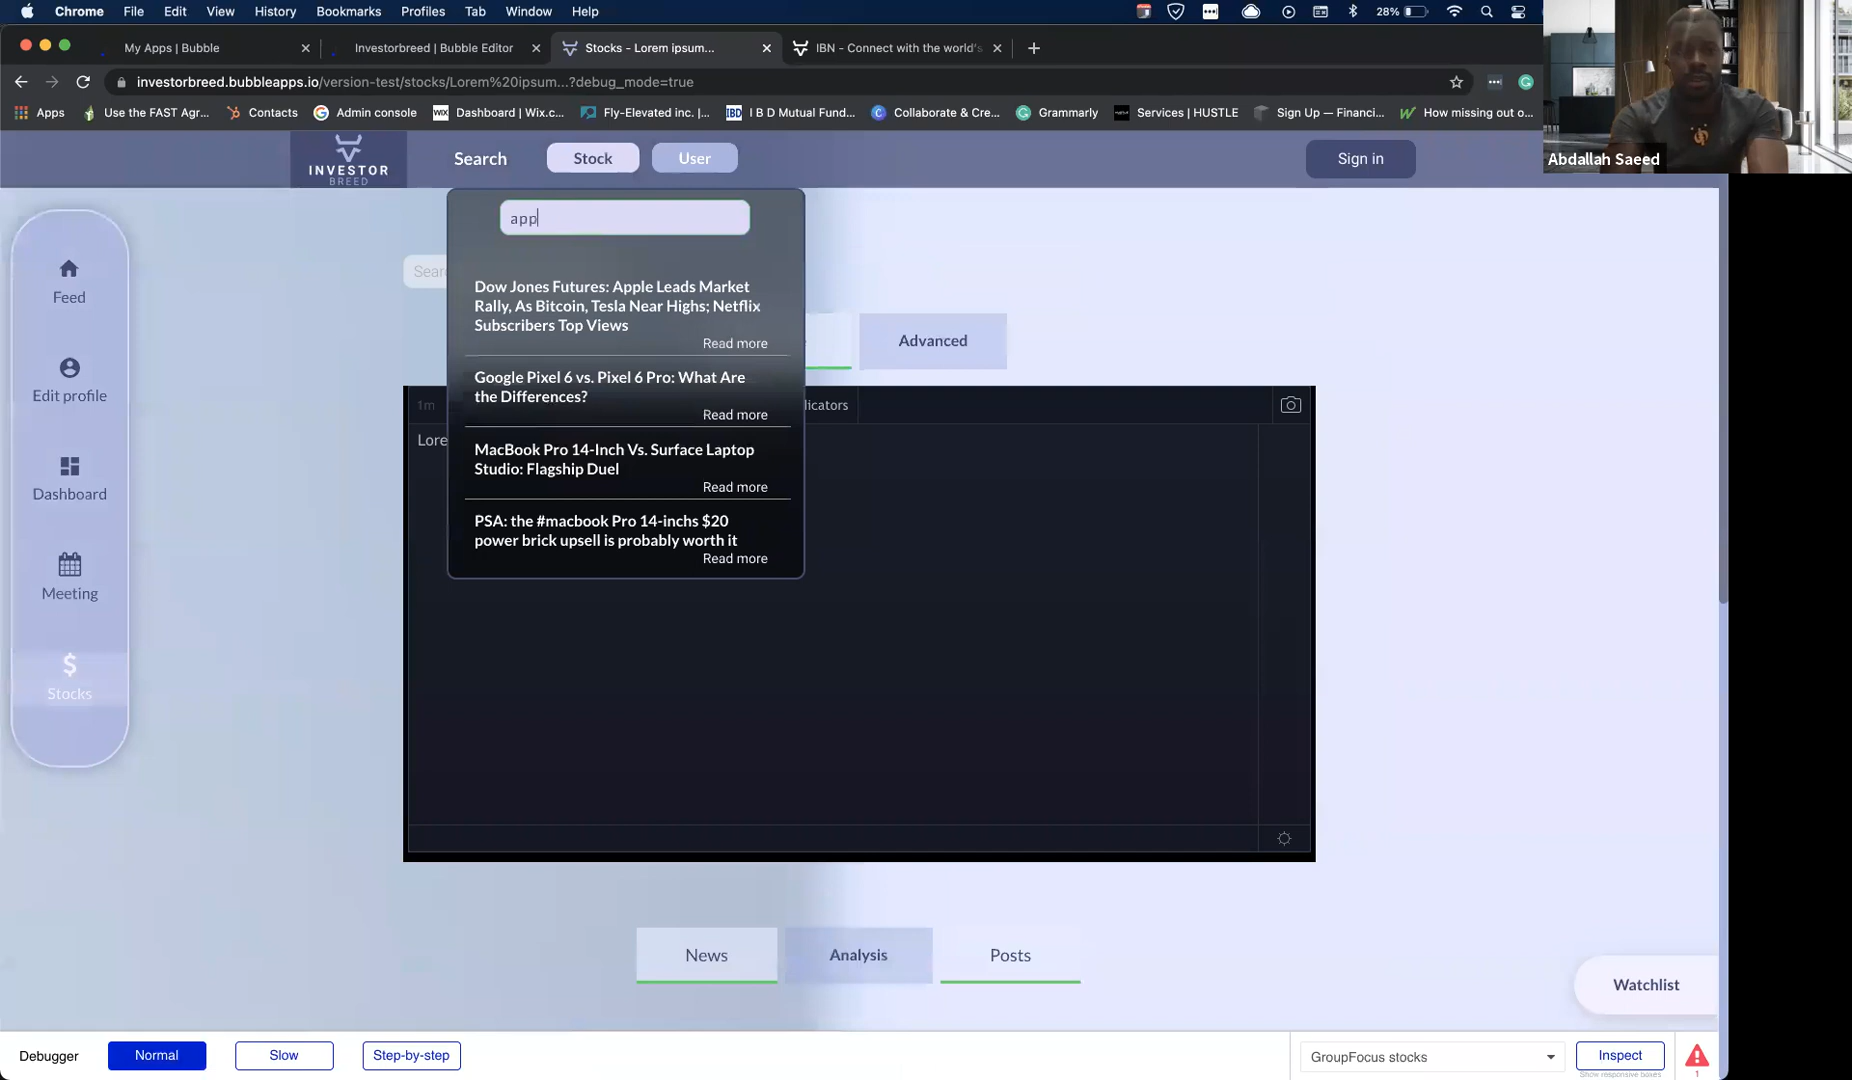 Chrome File Edit View History Bookmarks Profiles Tab Window Help 28%
My Apps | Bubble Investorbreed | Bubble Editor Stocks - Lorem ipsum... IBN - Connect with the world's
investorbreed.bubbleapps.io/version-test/stocks/Lorem%20ipsum...?debug_mode=true
Apps Use the FAST Agr... Contacts Admin console WIX Dashboard | Wix.c... Fly-Elevated inc. |... IBD I B D Mutual Fund... Collaborate & Cre... Grammarly Services | HUSTLE Sign Up — Financi... How missing out o...
INVESTOR
BREED
Search Stock User Sign in
Abdallah Saeed
app
Sear
Feed
Edit profile
Dashboard
Meeting
Stocks
Dow Jones Futures: Apple Leads Market
Rally, As Bitcoin, Tesla Near Highs; Netflix
Subscribers Top Views
Read more
Google Pixel 6 vs. Pixel 6 Pro: What Are
the Differences?
Read more
MacBook Pro 14-Inch Vs. Surface Laptop
Studio: Flagship Duel
Read more
PSA: the #macbook Pro 14-inchs $20
power brick upsell is probably worth it
Read more
Advanced
1m licators
Lore
News Analysis Posts
Watchlist
Debugger Normal Slow Step-by-step GroupFocus stocks Inspect
Show responsive boxes 1